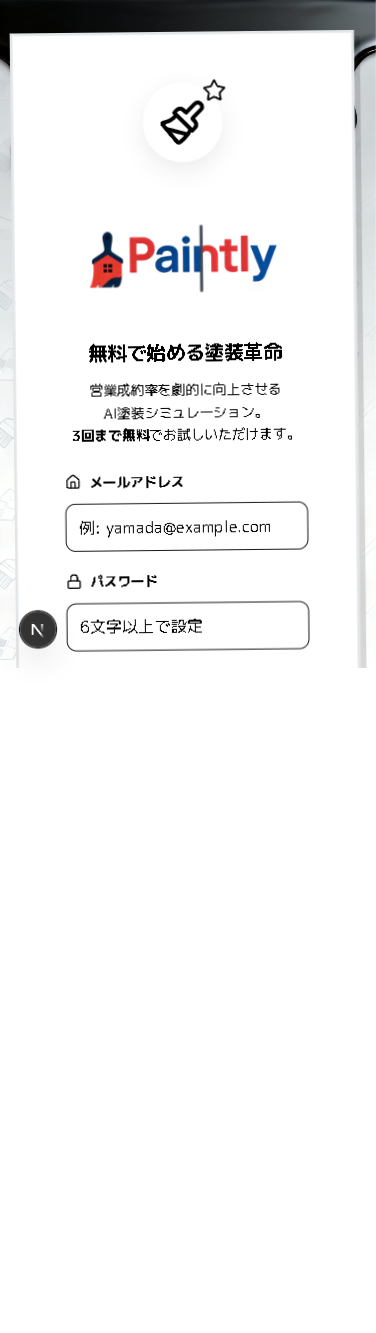 Paintly
無料で始める塗装革命
営業成約率を劇的に向上させる
AI塗装シミュレーション。
3回まで無料でお試しいただけます。
メールアドレス
例: yamada@example.com
パスワード
6文字以上で設定
N